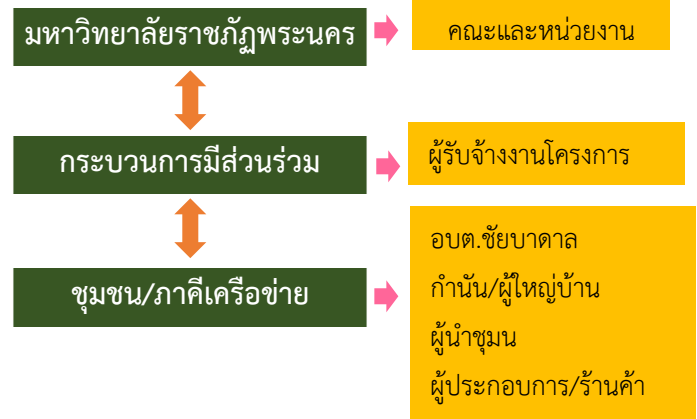 มหาวิทยาลัยราชภัฏพระนคร
คณะและหน่วยงาน
กระบวนการมีส่วนร่วม
ผู้รับจ้างงานโครงการ
ชุมชน/ภาคีเครือข่าย
อบต.ชัยบาดาล
กำนัน/ผู้ใหญ่บ้าน
ผู้นำชุมน
ผู้ประกอบการ/ร้านค้า